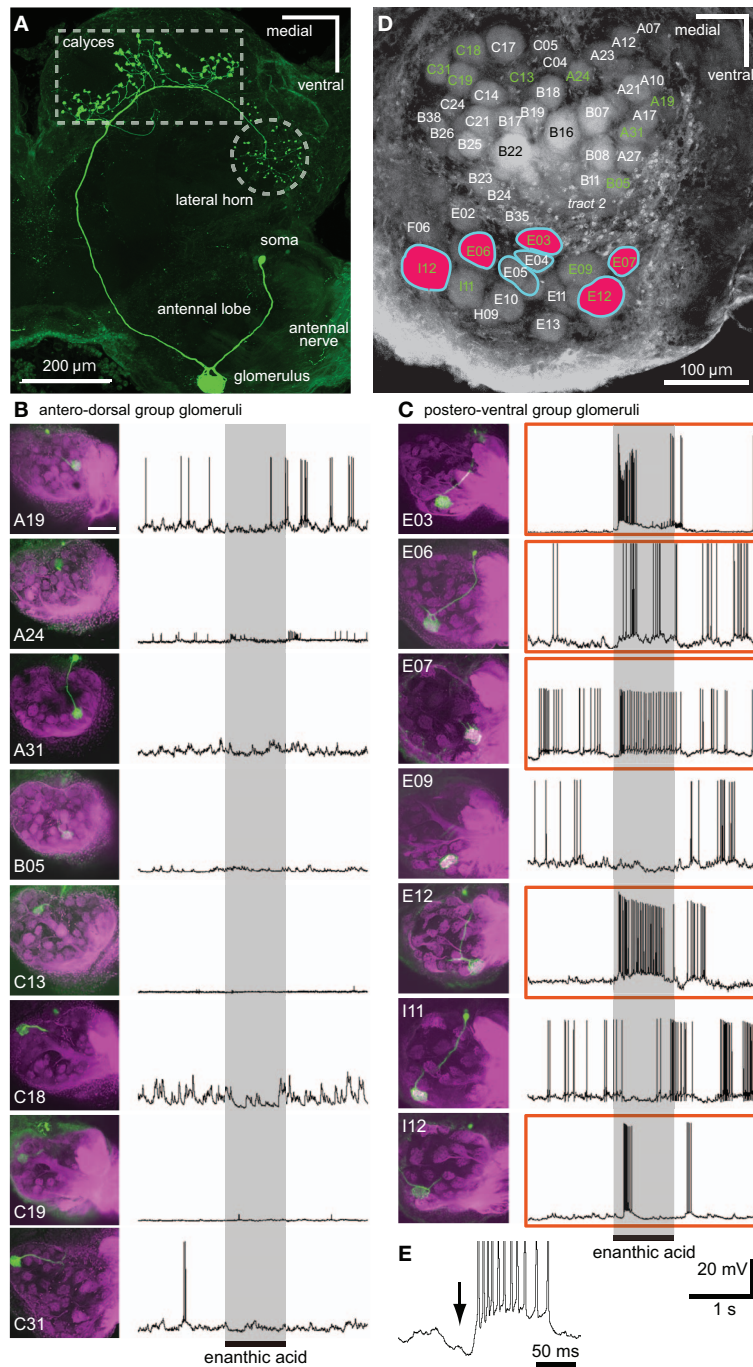 A
medial
ventral
calyces
lateral horn
soma
antennal lobe
antennal nerve
glomerulus
200 µm
D
medial
ventral
A07
C18
C17
C05
A12
C04
A23
C31
C19
C13
A24
B18
A21
A10
C24
C14
A19
B38
C21
B17
B19
B07
A17
B26
B16
A31
B25
B22
B08
A27
B23
B11
B05
B24
tract 2
E02
B35
F06
E03
E06
E04
E07
I12
E05
E09
I11
E10
E11
E12
H09
E13
100 µm
B antero-dorsal group glomeruli
A19
A24
A31
B05
C13
C18
C19
C31
enanthic acid
C postero-ventral group glomeruli
E03
E06
E07
E09
E12
I11
I12
enanthic acid
E
50 ms
20 mV
1 s